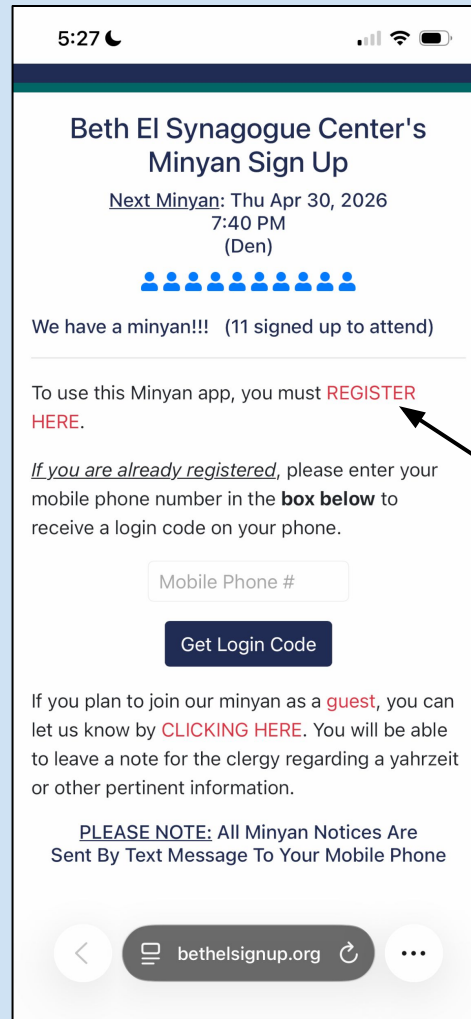 5:27
Beth El Synagogue Center's
Minyan Sign Up
Next Minyan: Thu Apr 30, 2026
7:40 PM
(Den)
We have a minyan!!! (11 signed up to attend)
To use this Minyan app, you must REGISTER
HERE.
If you are already registered, please enter your
mobile phone number in the box below to
receive a login code on your phone.
Mobile Phone #
Get Login Code
If you plan to join our minyan as a guest, you can
let us know by CLICKING HERE. You will be able
to leave a note for the clergy regarding a yahrzeit
or other pertinent information.
PLEASE NOTE: All Minyan Notices Are
Sent By Text Message To Your Mobile Phone
bethelsignup.org